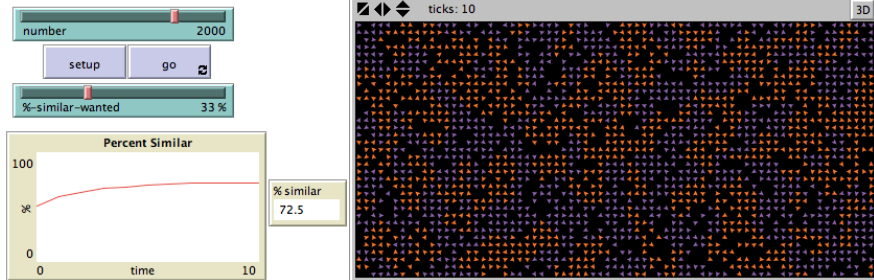 number 2000
setup go
%-similar-wanted 33 %
Percent Similar
100
%
0
0 time 10
% similar
72.5
ticks: 10 3D